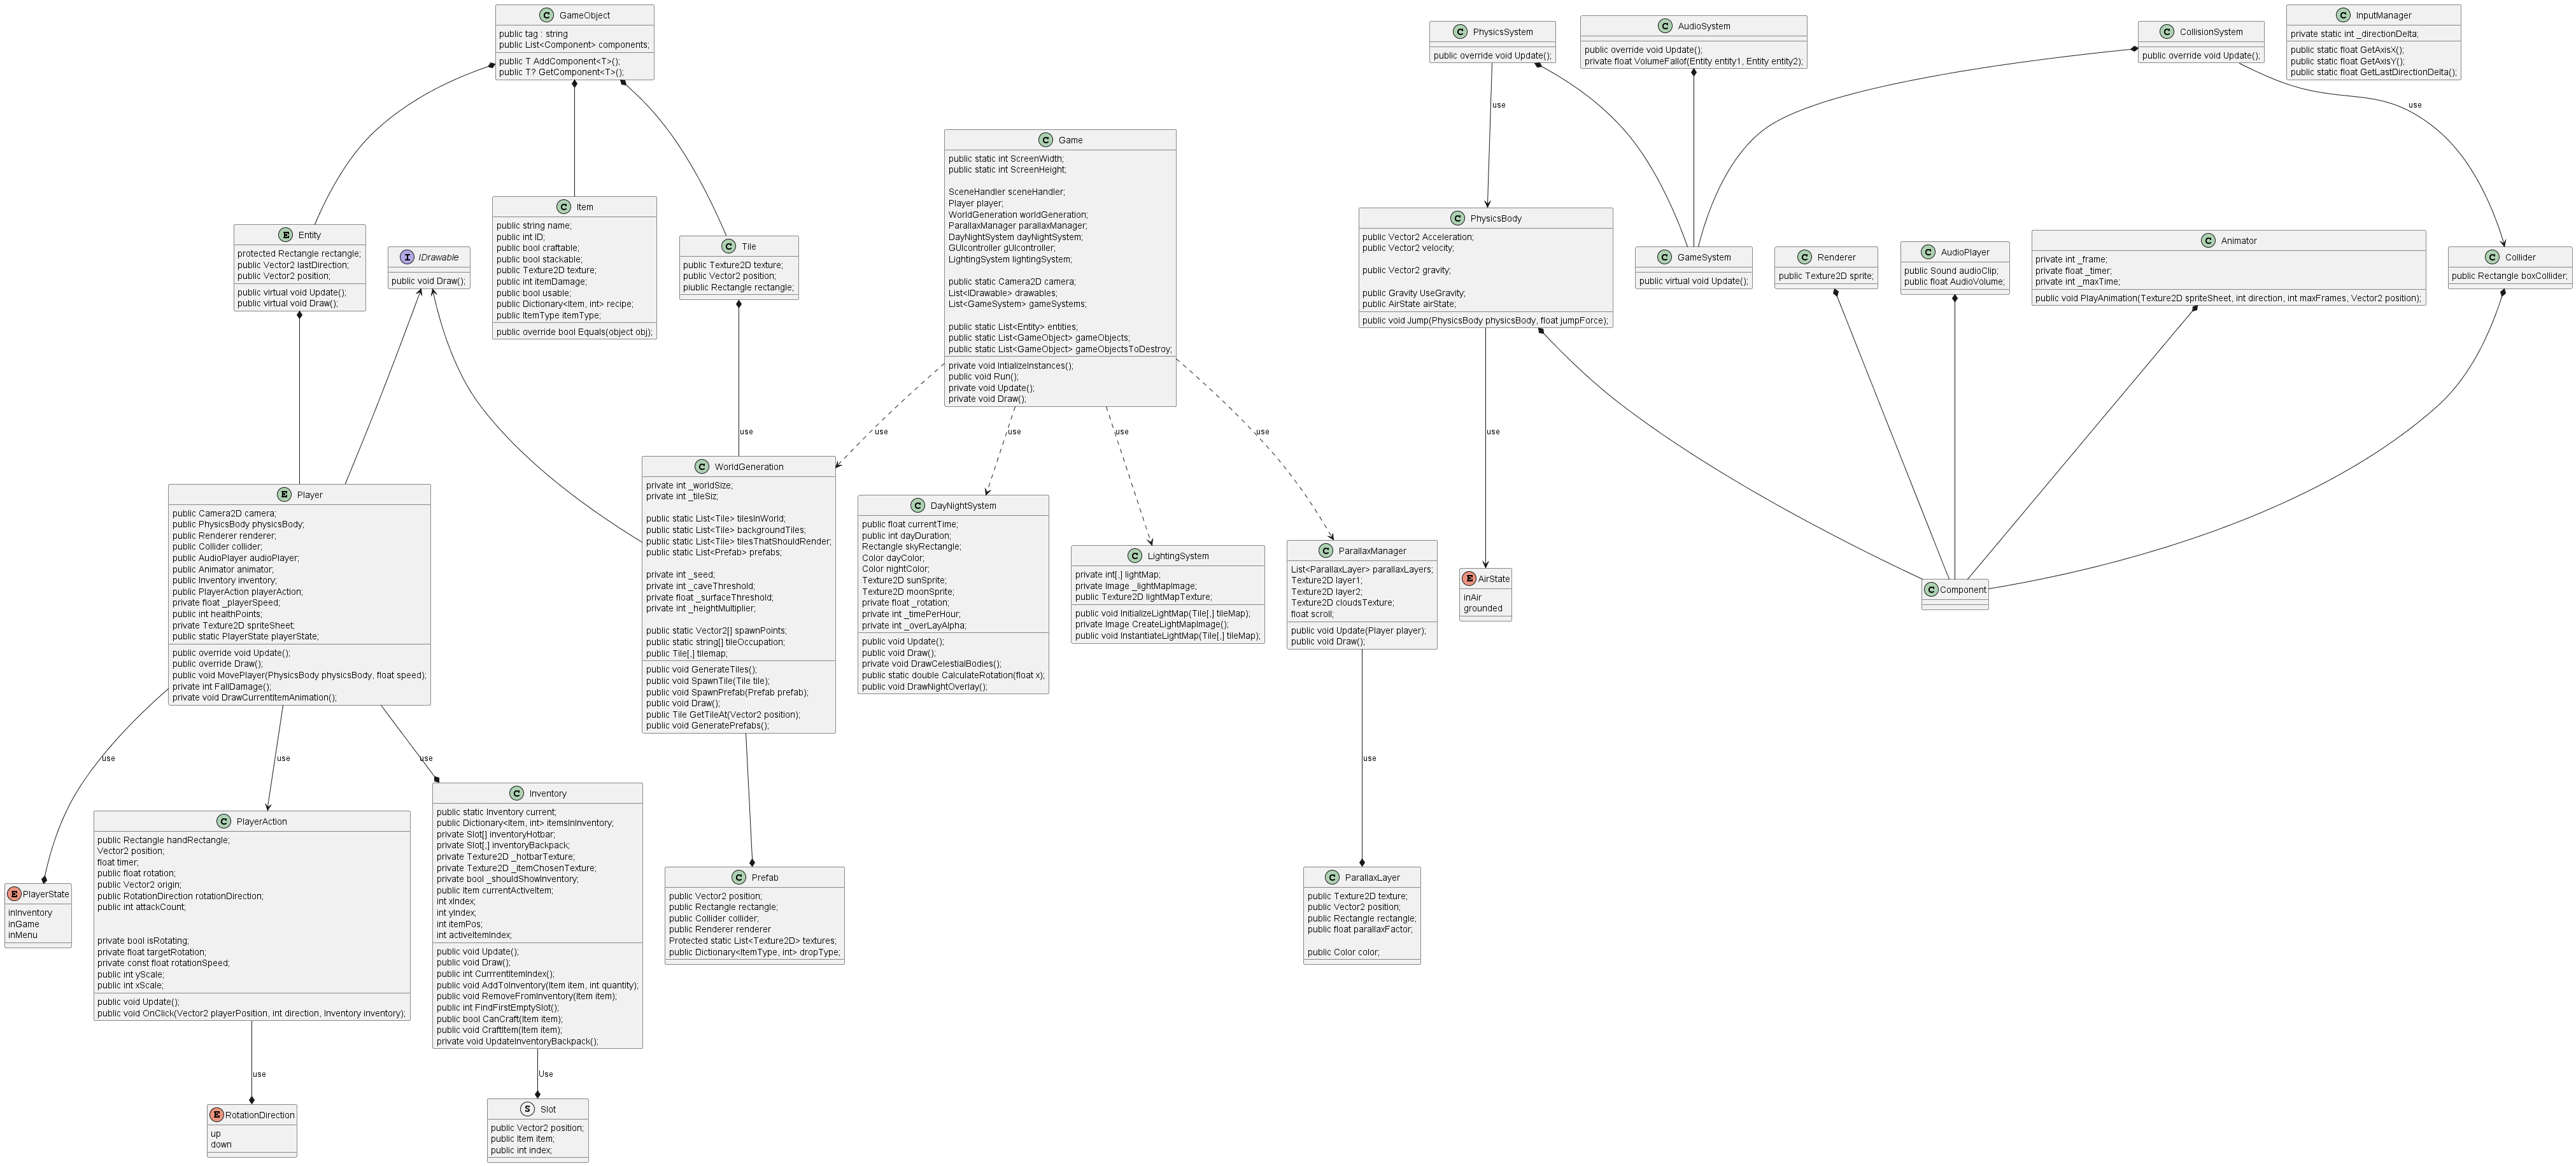 C GameObject
public tag : string
public List<Component> components;
public T AddComponent<T>();
public T? GetComponent<T>();
C PhysicsSystem
public override void Update();
C AudioSystem
public override void Update();
private float VolumeFallof(Entity entity1, Entity entity2);
C CollisionSystem
public override void Update();
C InputManager
private static int _directionDelta;
public static float GetAxisX();
public static float GetAxisY();
public static float GetLastDirectionDelta();
use
use
C Game
public static int ScreenWidth;
public static int ScreenHeight;
SceneHandler sceneHandler;
Player player;
WorldGeneration worldGeneration;
ParallaxManager parallaxManager;
DayNightSystem dayNightSystem;
GUIcontroller gUIcontroller;
LightingSystem lightingSystem;
public static Camera2D camera;
List<IDrawable> drawables;
List<GameSystem> gameSystems;
public static List<Entity> entities;
public static List<GameObject> gameObjects;
public static List<GameObject> gameObjectsToDestroy;
private void IntializeInstances();
public void Run();
private void Update();
private void Draw();
E Entity
protected Rectangle rectangle;
public Vector2 lastDirection;
public Vector2 position;
public virtual void Update();
public virtual void Draw();
I IDrawable
public void Draw();
C Item
public string name;
public int ID;
public bool craftable;
public bool stackable;
public Texture2D texture;
public int itemDamage;
public bool usable;
public Dictionary<Item, int> recipe;
public ItemType itemType;
public override bool Equals(object obj);
C Tile
public Texture2D texture;
public Vector2 position;
piublic Rectangle rectangle;
C PhysicsBody
public Vector2 Acceleration;
public Vector2 velocity;
public Vector2 gravity;
public Gravity UseGravity;
public AirState airState;
public void Jump(PhysicsBody physicsBody, float jumpForce);
C GameSystem
public virtual void Update();
C Renderer
public Texture2D sprite;
C AudioPlayer
public Sound audioClip;
public float AudioVolume;
C Animator
private int _frame;
private float _timer;
private int _maxTime;
public void PlayAnimation(Texture2D spriteSheet, int direction, int maxFrames, Vector2 position);
C Collider
public Rectangle boxCollider;
use
use
use
use
use
use
E Player
public Camera2D camera;
public PhysicsBody physicsBody;
public Renderer renderer;
public Collider collider;
public AudioPlayer audioPlayer;
public Animator animator;
public Inventory inventory;
public PlayerAction playerAction;
private float _playerSpeed;
public int healthPoints;
private Texture2D spriteSheet;
public static PlayerState playerState;
public override void Update();
public override Draw();
public void MovePlayer(PhysicsBody physicsBody, float speed);
private int FallDamage();
private void DrawCurrentItemAnimation();
C WorldGeneration
private int _worldSize;
private int _tileSiz;
public static List<Tile> tilesInWorld;
public static List<Tile> backgroundTiles;
public static List<Tile> tilesThatShouldRender;
public static List<Prefab> prefabs;
private int _seed;
private int _caveThreshold;
private float _surfaceThreshold;
private int _heightMultiplier;
public static Vector2[] spawnPoints;
public static string[] tileOccupation;
public Tile[,] tilemap;
public void GenerateTiles();
public void SpawnTile(Tile tile);
public void SpawnPrefab(Prefab prefab);
public void Draw();
public Tile GetTileAt(Vector2 position);
public void GeneratePrefabs();
C DayNightSystem
public float currentTime;
public int dayDuration;
Rectangle skyRectangle;
Color dayColor;
Color nightColor;
Texture2D sunSprite;
Texture2D moonSprite;
private float _rotation;
private int _timePerHour;
private int _overLayAlpha;
public void Update();
public void Draw();
private void DrawCelestialBodies();
public static double CalculateRotation(float x);
public void DrawNightOverlay();
C LightingSystem
private int[,] lightMap;
private Image _lightMapImage;
public Texture2D lightMapTexture;
public void InitializeLightMap(Tile[,] tileMap);
private Image CreateLightMapImage();
public void InstantiateLightMap(Tile[,] tileMap);
C ParallaxManager
List<ParallaxLayer> parallaxLayers;
Texture2D layer1;
Texture2D layer2;
Texture2D cloudsTexture;
float scroll;
public void Update(Player player);
public void Draw();
E AirState
inAir
grounded
C Component
use
use
use
use
E PlayerState
inInventory
inGame
inMenu
C PlayerAction
public Rectangle handRectangle;
Vector2 position;
float timer;
public float rotation;
public Vector2 origin;
public RotationDirection rotationDirection;
public int attackCount;
private bool isRotating;
private float targetRotation;
private const float rotationSpeed;
public int yScale;
public int xScale;
public void Update();
public void OnClick(Vector2 playerPosition, int direction, Inventory inventory);
C Inventory
public static Inventory current;
public Dictionary<Item, int> itemsInInventory;
private Slot[] inventoryHotbar;
private Slot[,] inventoryBackpack;
private Texture2D _hotbarTexture;
private Texture2D _itemChosenTexture;
private bool _shouldShowInventory;
public Item currentActiveItem;
int xIndex;
int yIndex;
int itemPos;
int activeItemIndex;
public void Update();
public void Draw();
public int CurrrentItemIndex();
public void AddToInventory(Item item, int quantity);
public void RemoveFromInventory(Item item);
public int FindFirstEmptySlot();
public bool CanCraft(Item item);
public void CraftItem(Item item);
private void UpdateInventoryBackpack();
C Prefab
public Vector2 position;
public Rectangle rectangle;
public Collider collider;
public Renderer renderer
Protected static List<Texture2D> textures;
public Dictionary<ItemType, int> dropType;
C ParallaxLayer
public Texture2D texture;
public Vector2 position;
public Rectangle rectangle;
public float parallaxFactor;
public Color color;
use
Use
E RotationDirection
up
down
S Slot
public Vector2 position;
public Item item;
public int index;